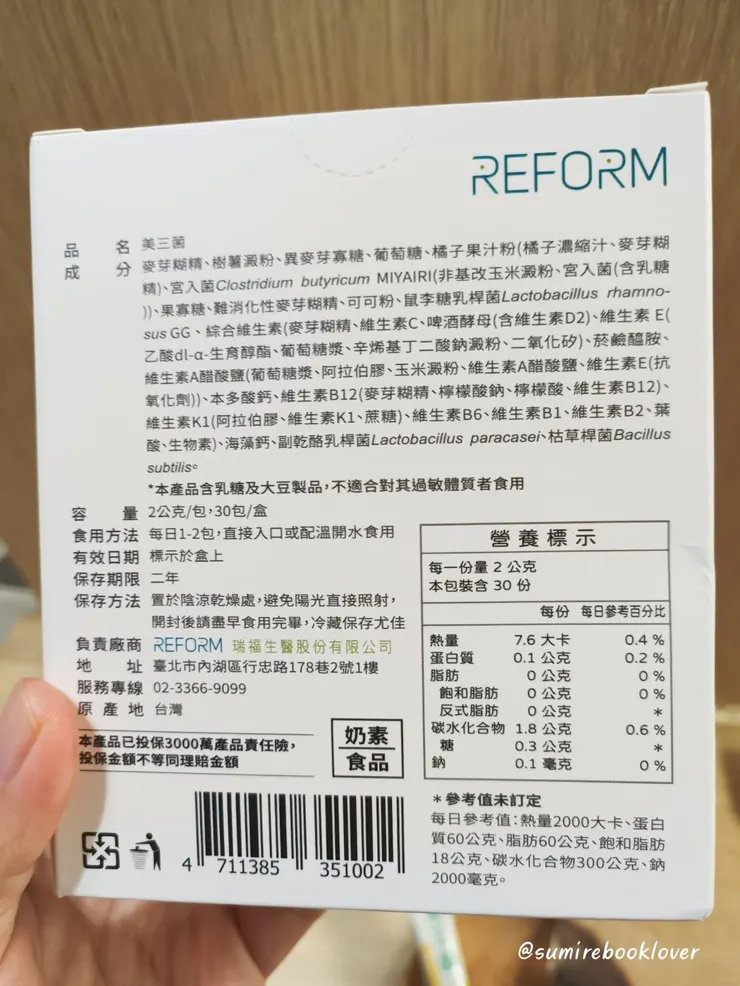 REFORM
品名 美三菌
成分 麥芽糊精、樹薯澱粉、異麥芽寡糖、葡萄糖、橘子果汁粉(橘子濃縮汁、麥芽糊
精)、宮入菌Clostridium butyricum MIYAIRI(非基改玉米澱粉、宮入菌(含乳糖
))、果寡糖、難消化性麥芽糊精、可可粉、鼠李糖乳桿菌Lactobacillus rhamno-
sus GG、綜合維生素(麥芽糊精、維生素C、啤酒酵母(含維生素D2)、維生素E(
乙酸dl-α-生育醇酯、葡萄糖漿、辛烯基丁二酸鈉澱粉、二氧化矽)、菸鹼醯胺、
維生素A醋酸鹽(葡萄糖漿、阿拉伯膠、玉米澱粉、維生素A醋酸鹽、維生素E(抗
氧化劑))、本多酸鈣、維生素B12(麥芽糊精、檸檬酸鈉、檸檬酸、維生素B12)、
維生素K1(阿拉伯膠、維生素K1、蔗糖)、維生素B6、維生素B1、維生素B2、葉
酸、生物素)、海藻鈣、副乾酪乳桿菌Lactobacillus paracasei、枯草桿菌Bacillus
subtilis。
*本產品含乳糖及大豆製品,不適合對其過敏體質者食用
容量 2公克/包,30包/盒
食用方法 每日1-2包,直接入口或配溫開水食用
有效日期 標示於盒上
保存期限 二年
保存方法 置於陰涼乾燥處,避免陽光直接照射,
開封後請盡早食用完畢,冷藏保存尤佳
負責廠商 REFORM 瑞福生醫股份有限公司
地址 臺北市內湖區行忠路178巷2號1樓
服務專線 02-3366-9099
原產地 台灣
本產品已投保3000萬產品責任險,
投保金額不等同理賠金額
奶素
食品
4 711385 351002
營養標示
每一份量 2 公克
本包裝含 30 份
每份 每日參考百分比
熱量 7.6 大卡 0.4 %
蛋白質 0.1 公克 0.2 %
脂肪 0 公克 0 %
飽和脂肪 0 公克 0 %
反式脂肪 0 公克 *
碳水化合物 1.8 公克 0.6 %
糖 0.3 公克 *
鈉 0.1 毫克 0 %
*參考值未訂定
每日參考值:熱量2000大卡、蛋白
質60公克、脂肪60公克、飽和脂肪
18公克、碳水化合物300公克、鈉
2000毫克。
@sumirebooklover